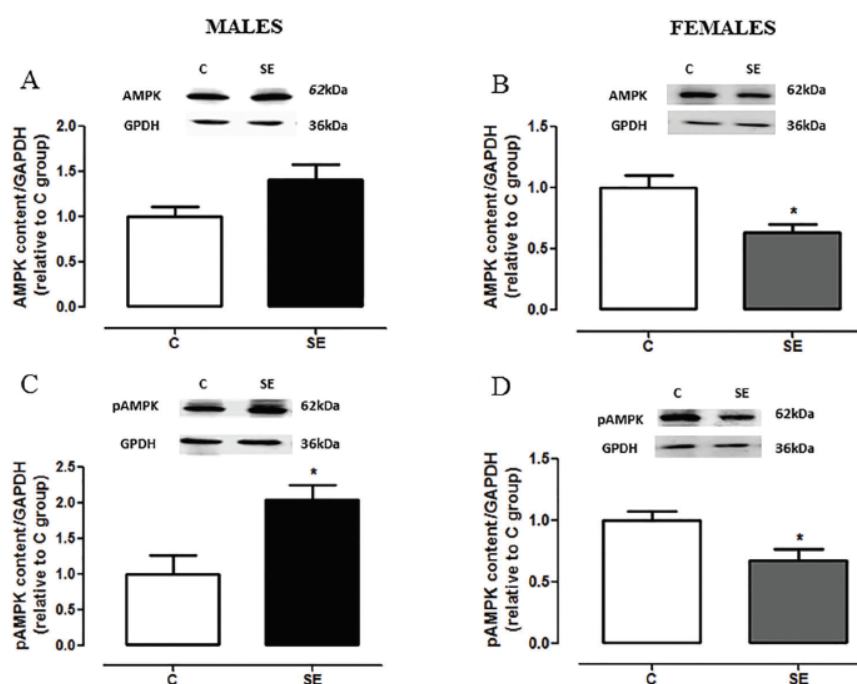 MALES
FEMALES
A
C SE
AMPK 62kDa
GPDH 36kDa
AMPK content/GAPDH
(relative to C group)
2.0
1.5
1.0
0.5
0.0
C SE
B
C SE
AMPK 62kDa
GPDH 36kDa
AMPK content/GAPDH
(relative to C group)
1.5
1.0
0.5
0.0
*
C SE
C
C SE
pAMPK 62kDa
GPDH 36kDa
pAMPK content/GAPDH
(relative to C group)
2.5
2.0
1.5
1.0
0.5
0.0
*
C SE
D
C SE
pAMPK 62kDa
GPDH 36kDa
pAMPK content/GAPDH
(relative to C group)
1.5
1.0
0.5
0.0
*
C SE